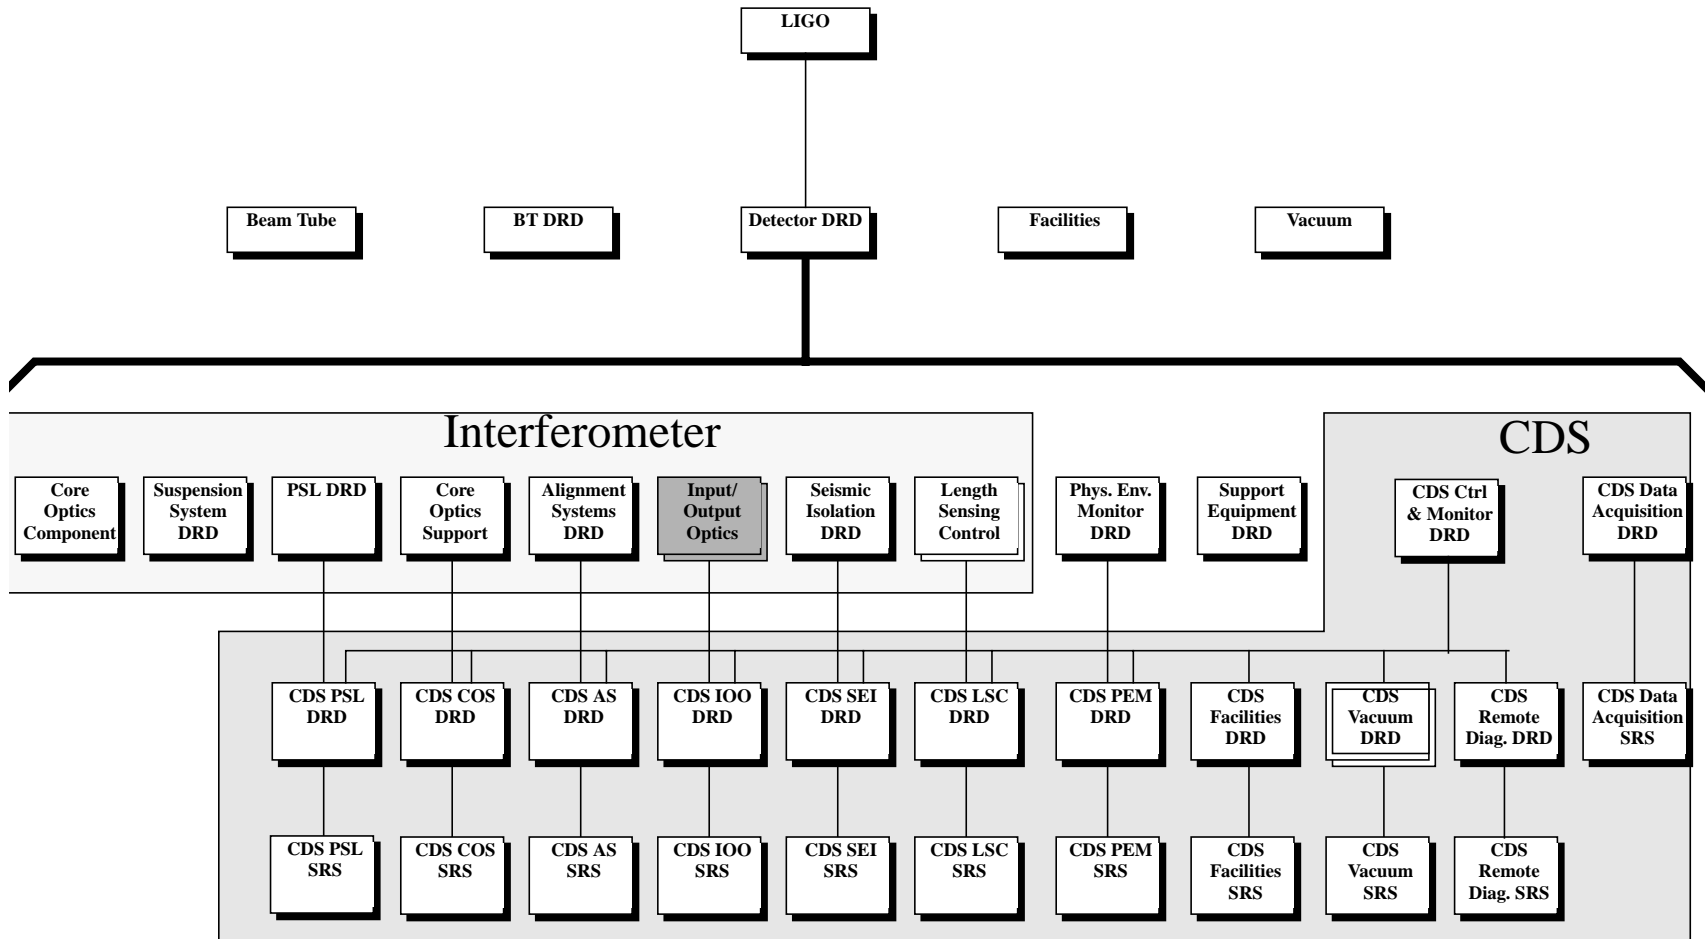 LIGO
Beam Tube
BT DRD
Detector DRD
Facilities
Vacuum
Interferometer
CDS
Core
Optics
Component
Suspension
System
DRD
PSL DRD
Core
Optics
Support
Alignment
Systems
DRD
Input/
Output
Optics
Seismic
Isolation
DRD
Length
Sensing
Control
Phys. Env.
Monitor
DRD
Support
Equipment
DRD
CDS Ctrl
& Monitor
DRD
CDS Data
Acquisition
DRD
CDS PSL
DRD
CDS COS
DRD
CDS AS
DRD
CDS IOO
DRD
CDS SEI
DRD
CDS LSC
DRD
CDS PEM
DRD
CDS
Facilities
DRD
CDS
Vacuum
DRD
CDS
Remote
Diag. DRD
CDS Data
Acquisition
SRS
CDS PSL
SRS
CDS COS
SRS
CDS AS
SRS
CDS IOO
SRS
CDS SEI
SRS
CDS LSC
SRS
CDS PEM
SRS
CDS
Facilities
SRS
CDS
Vacuum
SRS
CDS
Remote
Diag. SRS